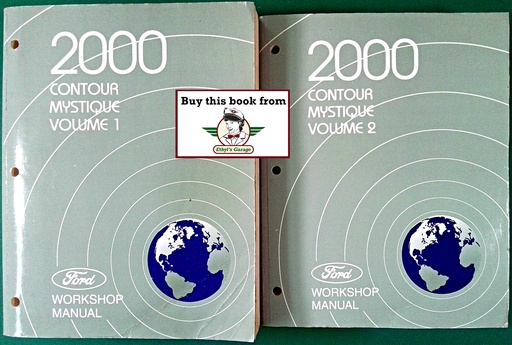 2000
CONTOUR
MYSTIQUE
VOLUME 1
Ford
WORKSHOP
MANUAL
Buy this book from
Ethyl's Garage
2000
CONTOUR
MYSTIQUE
VOLUME 2
Ford
WORKSHOP
MANUAL